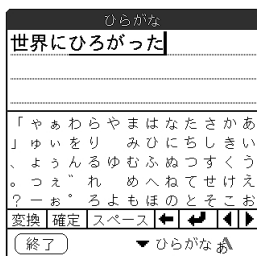 ひらがな
世界にひろがった
「ゃぁわらやまはなたさかあ
」ゅぃをり みひにちしきい
、ょぅんるゆむふぬつすくう
。っぇ゛れ めへねてせけえ
？ーぉ゜ろよもほのとそこお
変換 確定 スペース
終了 ▼ ひらがな あA